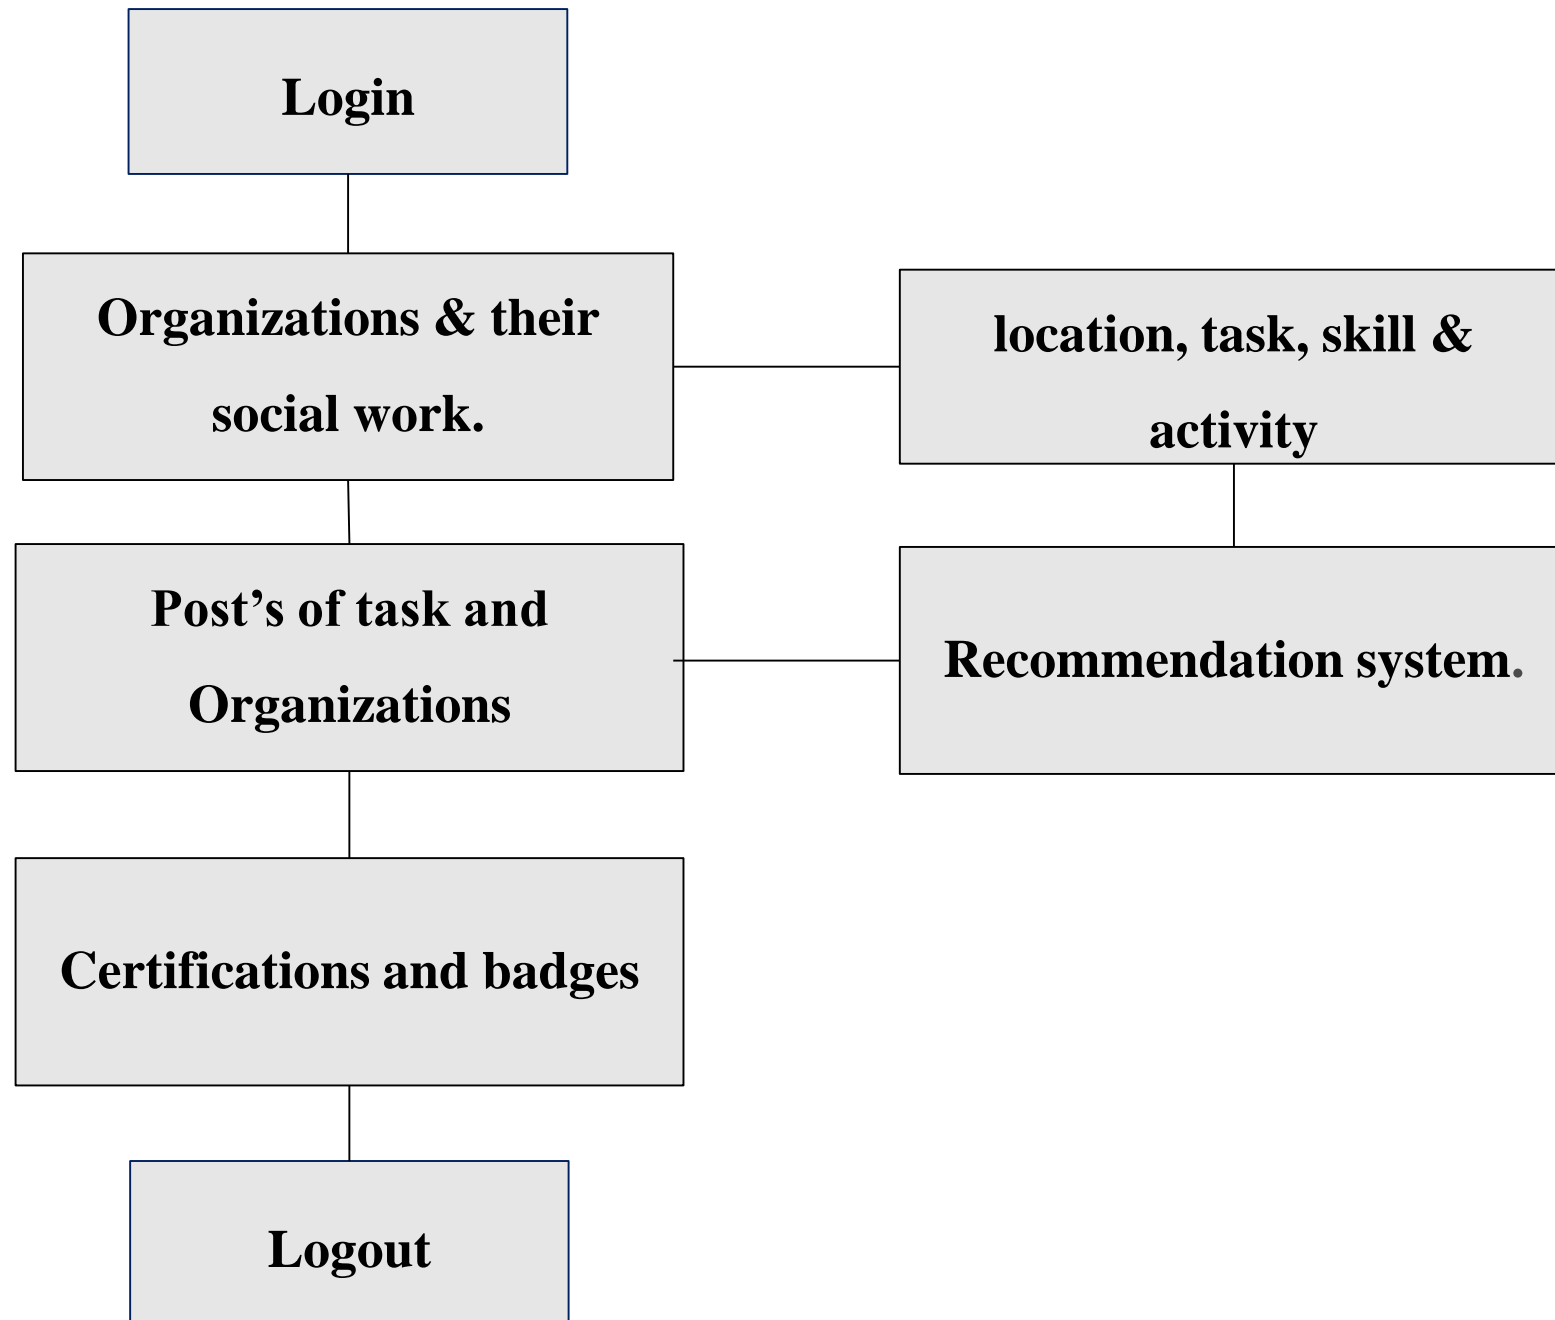 Login
Organizations & their
social work.
location, task, skill &
activity
Post’s of task and
Organizations
Recommendation system.
Certifications and badges
Logout